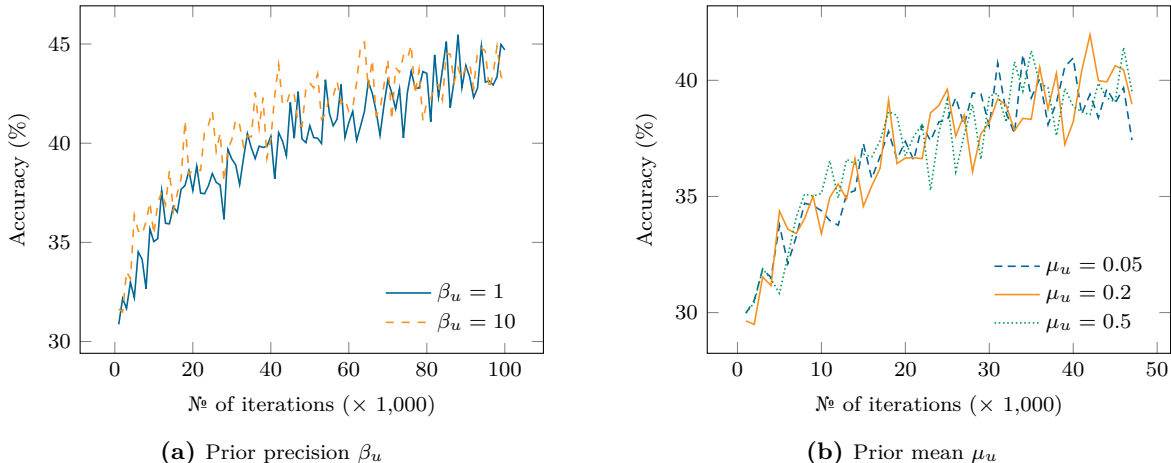 45
40
35
30
Accuracy (%)
β_u = 1
β_u = 10
0 20 40 60 80 100
№ of iterations (× 1,000)
(a) Prior precision β_u
40
35
30
Accuracy (%)
μ_u = 0.05
μ_u = 0.2
μ_u = 0.5
0 10 20 30 40 50
№ of iterations (× 1,000)
(b) Prior mean μ_u